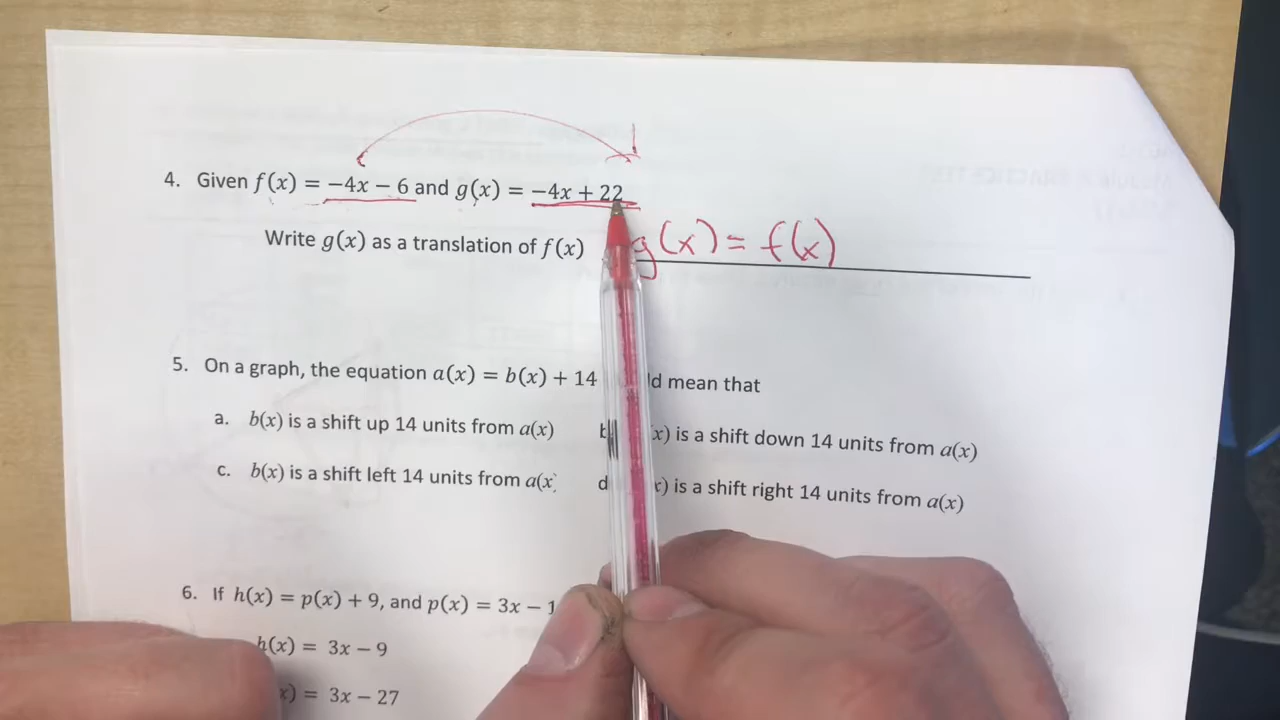 4. Given f(x) = −4x − 6 and g(x) = −4x + 22
Write g(x) as a translation of f(x) g(x) = f(x)
5. On a graph, the equation a(x) = b(x) + 14 mean that
a. b(x) is a shift up 14 units from a(x)
(x) is a shift down 14 units from a(x)
c. b(x) is a shift left 14 units from a(x)
d (x) is a shift right 14 units from a(x)
6. If h(x) = p(x) + 9, and p(x) = 3x − 1
h(x) = 3x − 9
(x) = 3x − 27